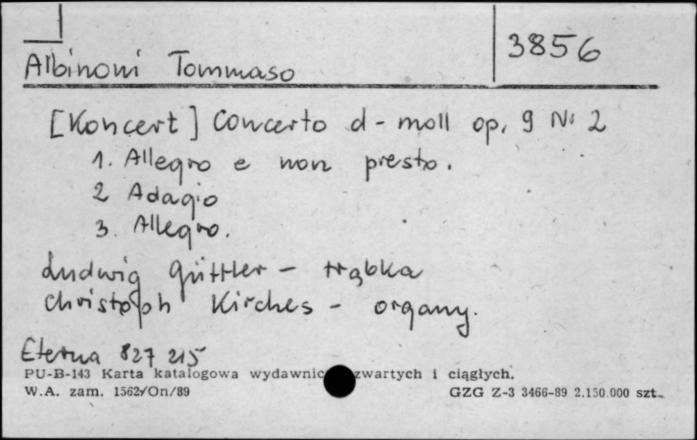 3856
Albinoni Tommaso
[Koncert] Concerto d-moll op. 9 Nr 2
1. Allegro e non presto.
2 Adagio
3. Allegro.
Ludwig Güttler - trąbka
Christoph Kirches - organy.
Eterna 827 215
PU-B-143 Karta katalogowa wydawnic zwartych i ciągłych.
W.A. zam. 1562/On/89 GZG Z-3 3466-89 2.150.000 szt.